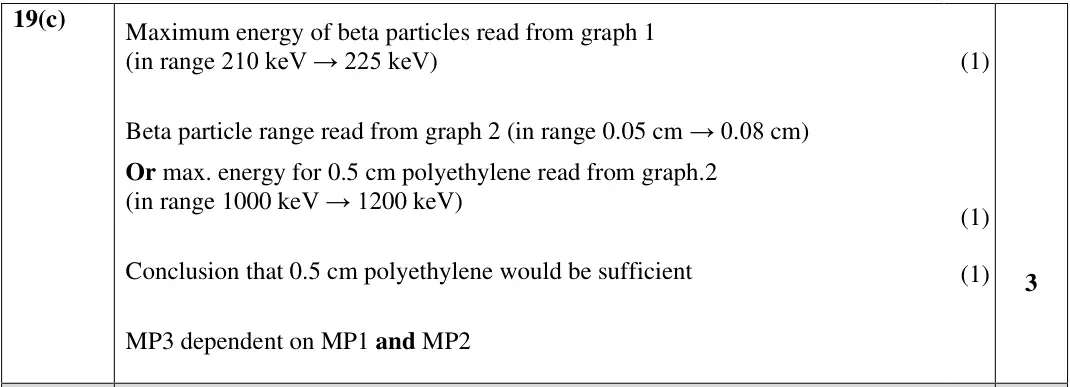 19(c)
Maximum energy of beta particles read from graph 1
(in range 210 keV → 225 keV) (1)
Beta particle range read from graph 2 (in range 0.05 cm → 0.08 cm)
Or max. energy for 0.5 cm polyethylene read from graph.2
(in range 1000 keV → 1200 keV)
(1)
Conclusion that 0.5 cm polyethylene would be sufficient (1)
3
MP3 dependent on MP1 and MP2